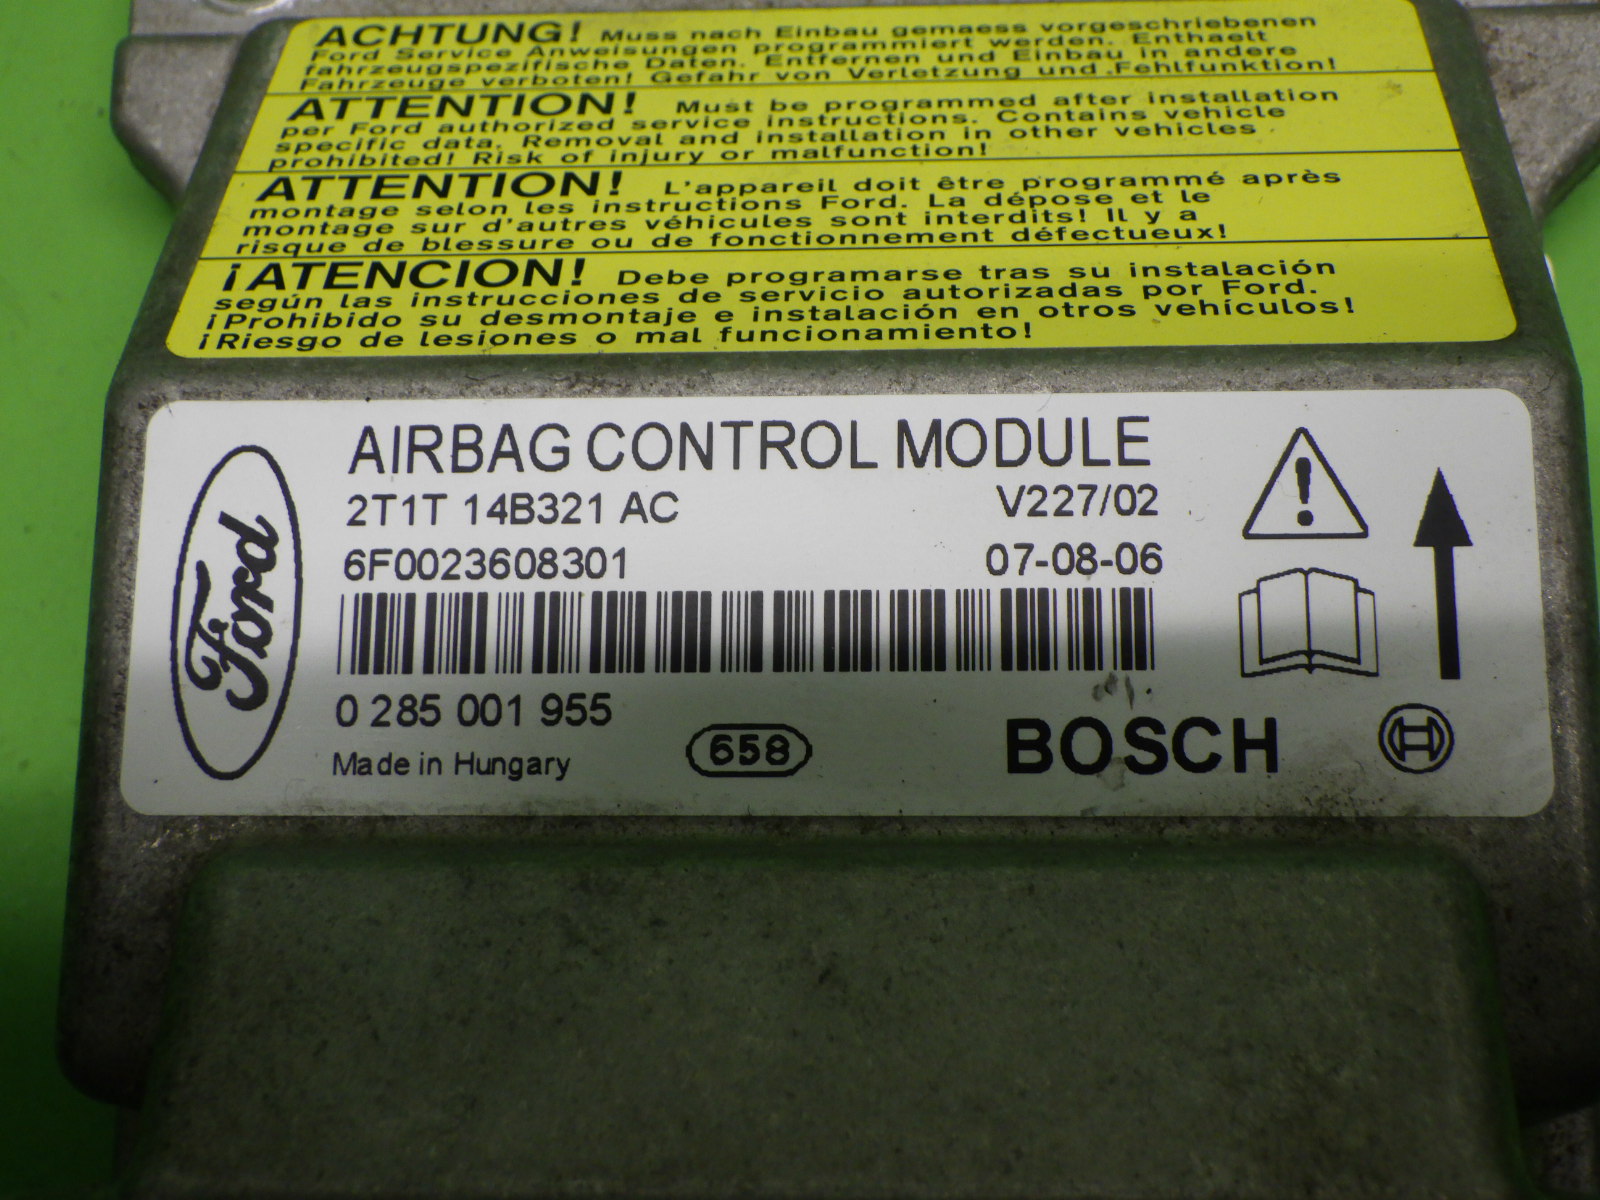 ACHTUNG! Muss nach Einbau gemaess vorgeschriebenen
Ford Service Anweisungen programmiert werden. Enthaelt
fahrzeugspezifische Daten. Entfernen und Einbau in andere
Fahrzeuge verboten! Gefahr von Verletzung und Fehlfunktion!
ATTENTION! Must be programmed after installation
per Ford authorized service instructions. Contains vehicle
specific data. Removal and installation in other vehicles
prohibited! Risk of injury or malfunction!
ATTENTION! L'appareil doit être programmé après
montage selon les instructions Ford. La dépose et le
montage sur d'autres véhicules sont interdits! Il y a
risque de blessure ou de fonctionnement défectueux!
¡ATENCION! Debe programarse tras su instalación
según las instrucciones de servicio autorizadas por Ford.
¡Prohibido su desmontaje e instalación en otros vehículos!
¡Riesgo de lesiones o mal funcionamiento!
Ford
AIRBAG CONTROL MODULE
2T1T 14B321 AC V227/02
6F0023608301 07-08-06
0 285 001 955
Made in Hungary 658 BOSCH